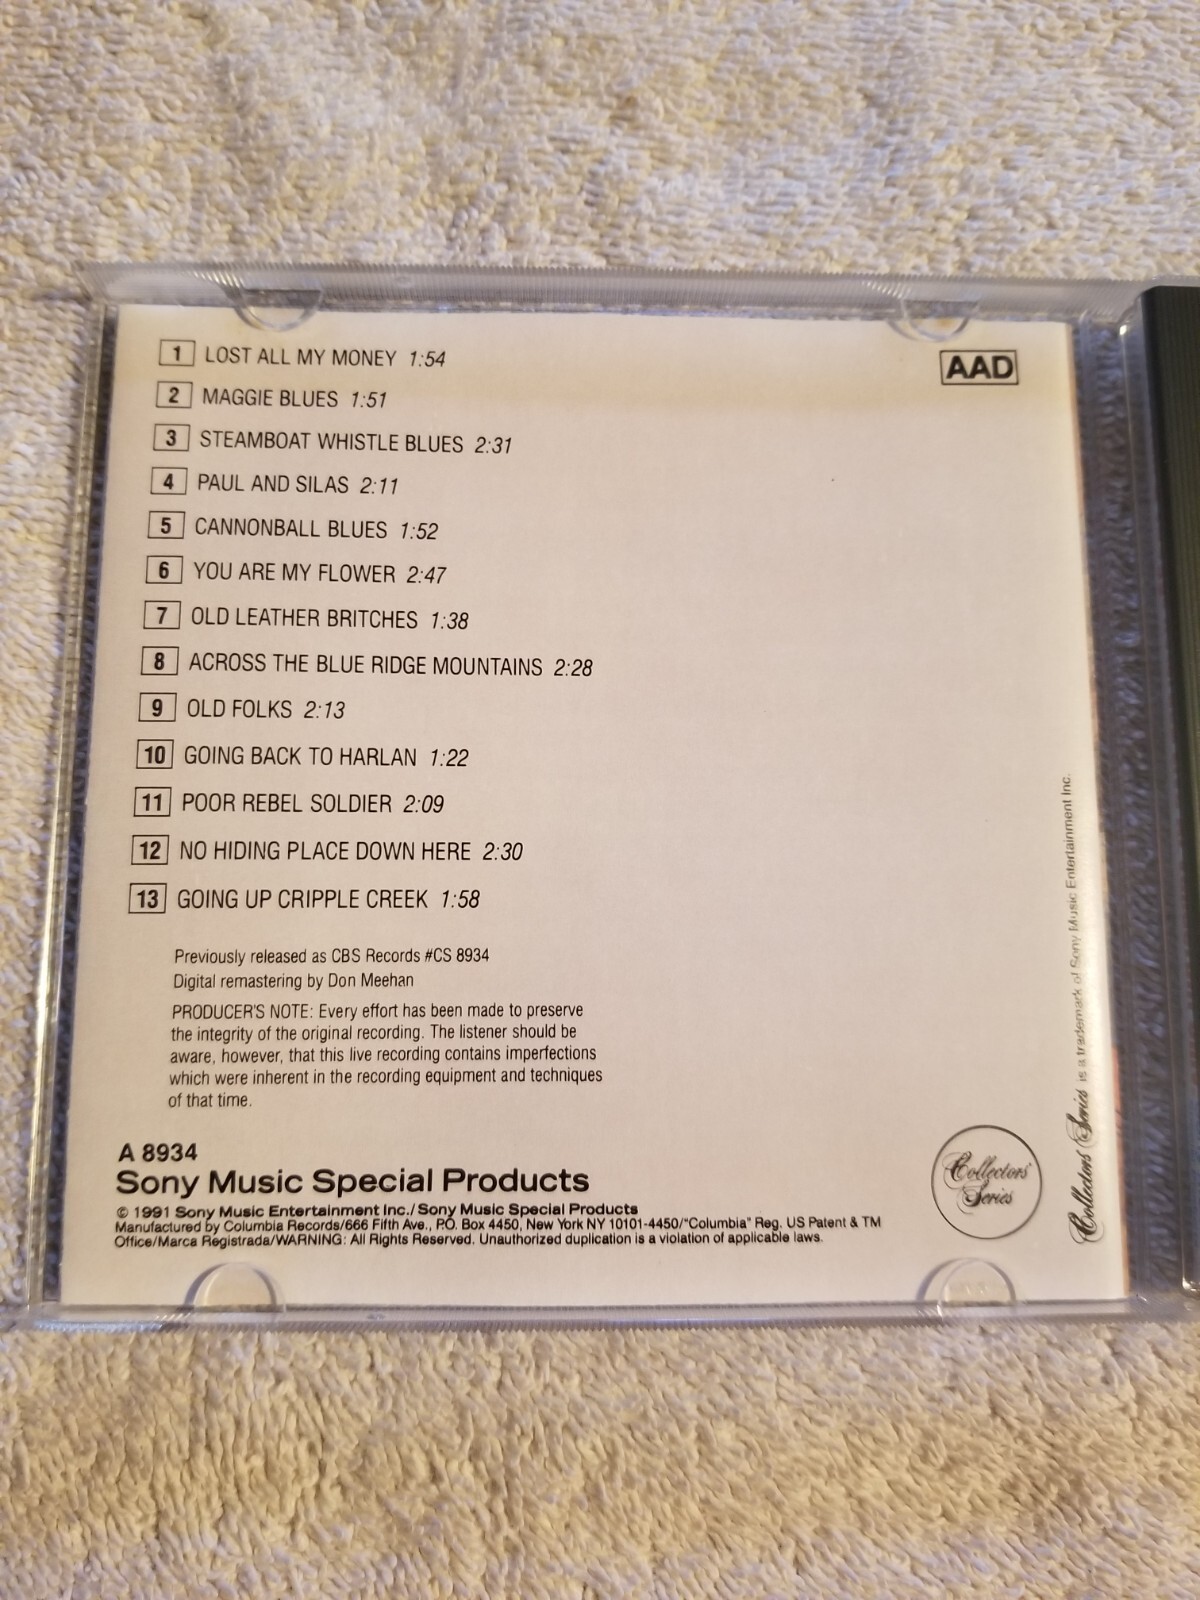 1 LOST ALL MY MONEY 1:54
AAD
2 MAGGIE BLUES 1:51
3 STEAMBOAT WHISTLE BLUES 2:31
4 PAUL AND SILAS 2:11
5 CANNONBALL BLUES 1:52
6 YOU ARE MY FLOWER 2:47
7 OLD LEATHER BRITCHES 1:38
8 ACROSS THE BLUE RIDGE MOUNTAINS 2:28
9 OLD FOLKS 2:13
10 GOING BACK TO HARLAN 1:22
11 POOR REBEL SOLDIER 2:09
12 NO HIDING PLACE DOWN HERE 2:30
13 GOING UP CRIPPLE CREEK 1:58
Previously released as CBS Records #CS 8934
Digital remastering by Don Meehan
PRODUCER'S NOTE: Every effort has been made to preserve
the integrity of the original recording. The listener should be
aware, however, that this live recording contains imperfections
which were inherent in the recording equipment and techniques
of that time.
A 8934
Sony Music Special Products
© 1991 Sony Music Entertainment Inc./Sony Music Special Products
Manufactured by Columbia Records/666 Fifth Ave., P.O. Box 4450, New York NY 10101-4450/"Columbia" Reg. US Patent & TM
Office/Marca Registrada/WARNING: All Rights Reserved. Unauthorized duplication is a violation of applicable laws.
Collectors'
Series
Collectors' Series is a trademark of Sony Music Entertainment Inc.